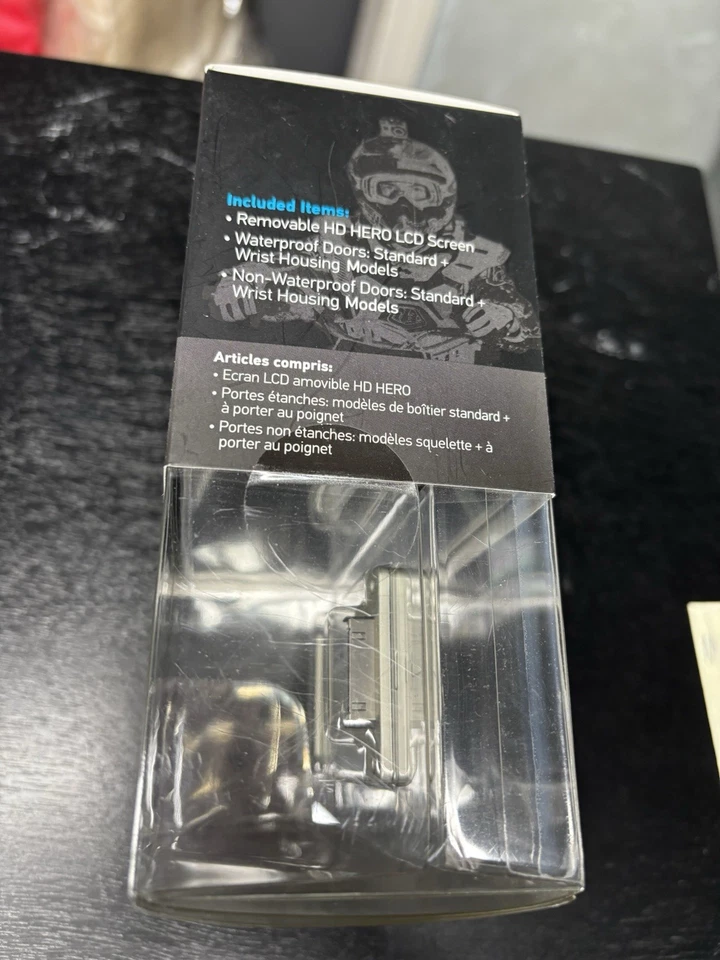 Included Items:
• Removable HD HERO LCD Screen
• Waterproof Doors: Standard +
Wrist Housing Models
• Non-Waterproof Doors: Standard +
Wrist Housing Models
Articles compris:
• Ecran LCD amovible HD HERO
• Portes étanches: modèles de boîtier standard +
à porter au poignet
• Portes non étanches: modèles squelette + à
porter au poignet